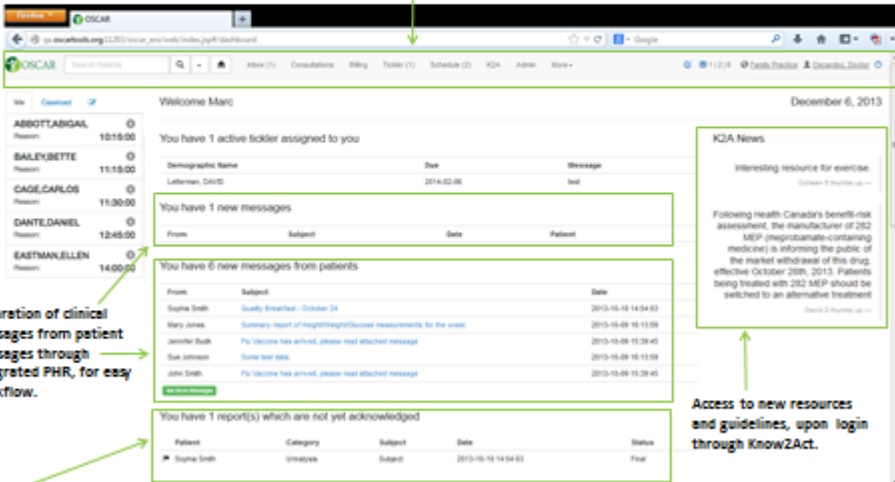 Firefox
OSCAR
qa.oscartools.org:11203/oscar_emr/web/index.jsp#/dashboard
Google
OSCAR
Search Patients
Inbox (1) Consultations Billing Tickler (1) Schedule (2) K2A Admin More
Family Practice Oscardoc, Doctor
Me Caseload
Welcome Marc
December 6, 2013
ABBOTT,ABIGAIL
Reason: 10:15:00
BAILEY,BETTE
Reason: 11:15:00
CAGE,CARLOS
Reason: 11:30:00
DANTE,DANIEL
Reason: 12:45:00
EASTMAN,ELLEN
Reason: 14:00:00
You have 1 active tickler assigned to you
Demographic Name Due Message
Letterman, DAVID 2014-02-06 test
You have 1 new messages
From Subject Date Patient
You have 6 new messages from patients
From Subject Date
Sophia Smith Quality Breakfast - October 24 2013-10-10 14:54:03
Mary Jones Summary report of Height/Weight/Glucose measurements for the week. 2013-10-09 16:13:59
Jennifer Budk Flu Vaccine has arrived, please read attached message 2013-10-09 15:39:45
Sue Johnson Some test data. 2013-10-09 16:13:59
John Smith Flu Vaccine has arrived, please read attached message 2013-10-09 15:39:45
You have 1 report(s) which are not yet acknowledged
Patient Category Subject Date Status
Sophia Smith Urinalysis Subject 2013-10-10 14:54:03 Final
K2A News
Interesting resource for exercise.
Colleen 5 thumbs up
Following Health Canada's benefit-risk
assessment, the manufacturer of 282
MEP (meprobamate-containing
medicine) is informing the public of
the market withdrawal of this drug,
effective October 28th, 2013. Patients
being treated with 282 MEP should be
switched to an alternative treatment
David 2 thumbs up
ration of clinical
sages from patient
sages through
grated PHR, for easy
kflow.
Access to new resources
and guidelines, upon login
through Know2Act.